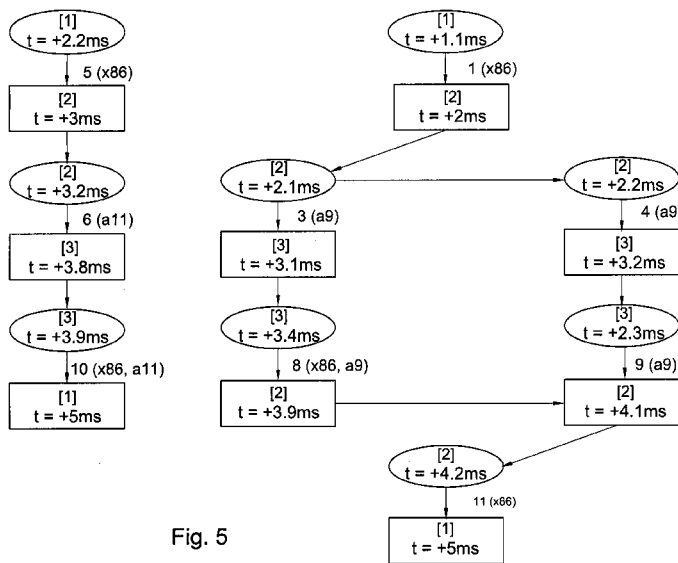 [1]
t = +2.2ms
5 (x86)
[2]
t = +3ms
[2]
t = +3.2ms
6 (a11)
[3]
t = +3.8ms
[3]
t = +3.9ms
10 (x86, a11)
[1]
t = +5ms
[1]
t = +1.1ms
1 (x86)
[2]
t = +2ms
[2]
t = +2.1ms
3 (a9)
[3]
t = +3.1ms
[3]
t = +3.4ms
8 (x86, a9)
[2]
t = +3.9ms
[2]
t = +2.2ms
4 (a9)
[3]
t = +3.2ms
[3]
t = +2.3ms
9 (a9)
[2]
t = +4.1ms
[2]
t = +4.2ms
11 (x66)
[1]
t = +5ms
Fig. 5